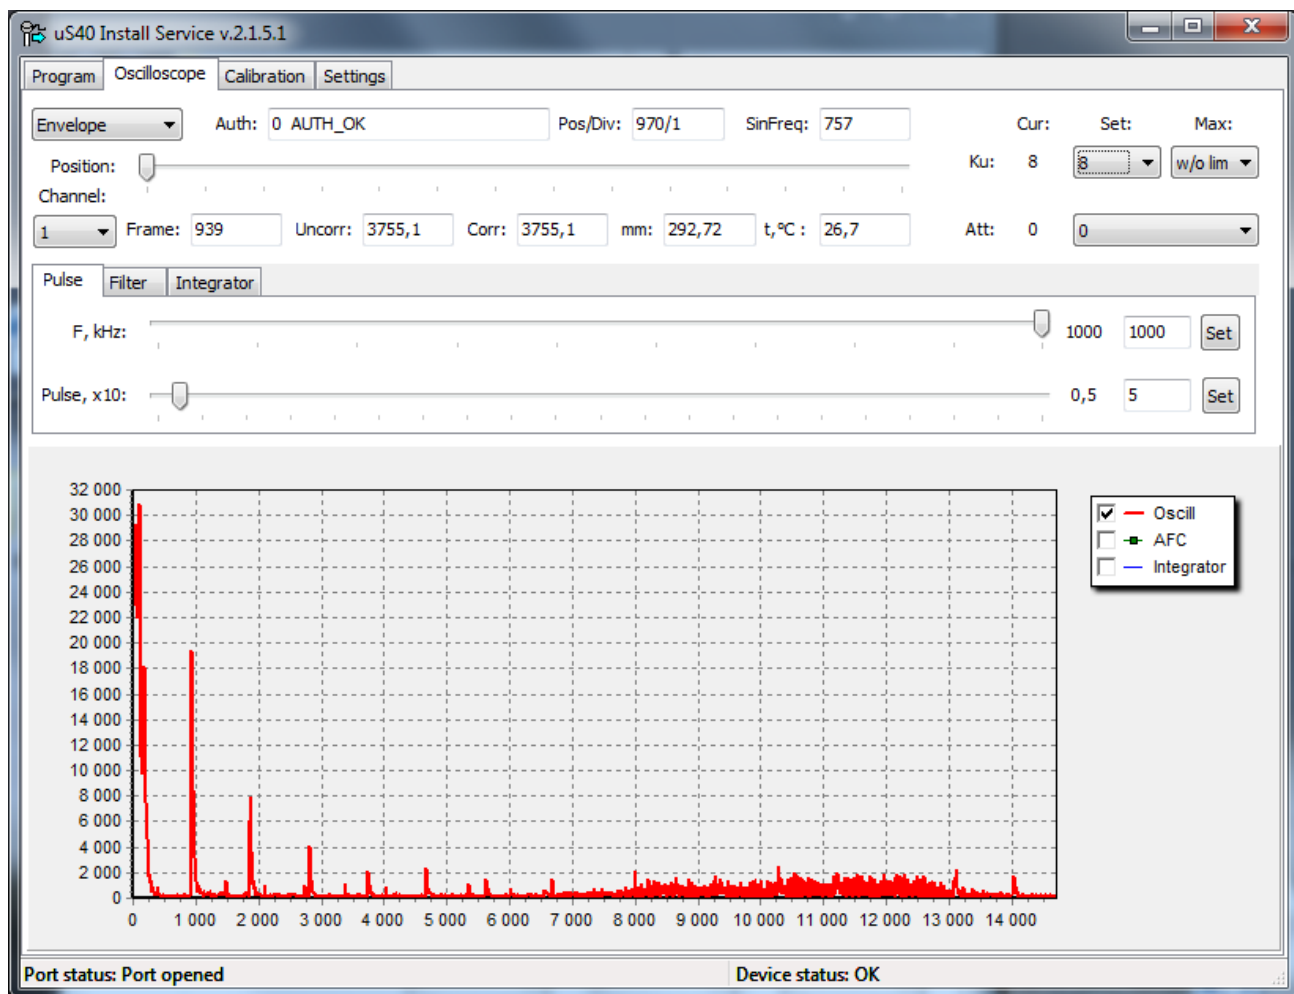 uS40 Install Service v.2.1.5.1
Program Oscilloscope Calibration Settings
Envelope Auth: 0 AUTH_OK Pos/Div: 970/1 SinFreq: 757 Cur: Set: Max:
Position: Ku: 8 8 w/o lim
Channel:
1 Frame: 939 Uncorr: 3755,1 Corr: 3755,1 mm: 292,72 t,ºC : 26,7 Att: 0 0
Pulse Filter Integrator
F, kHz: 1000 1000 Set
Pulse, x10: 0,5 5 Set
32 000
30 000
28 000
26 000
24 000
22 000
20 000
18 000
16 000
14 000
12 000
10 000
8 000
6 000
4 000
2 000
0
0 1 000 2 000 3 000 4 000 5 000 6 000 7 000 8 000 9 000 10 000 11 000 12 000 13 000 14 000
Oscill
AFC
Integrator
Port status: Port opened Device status: OK